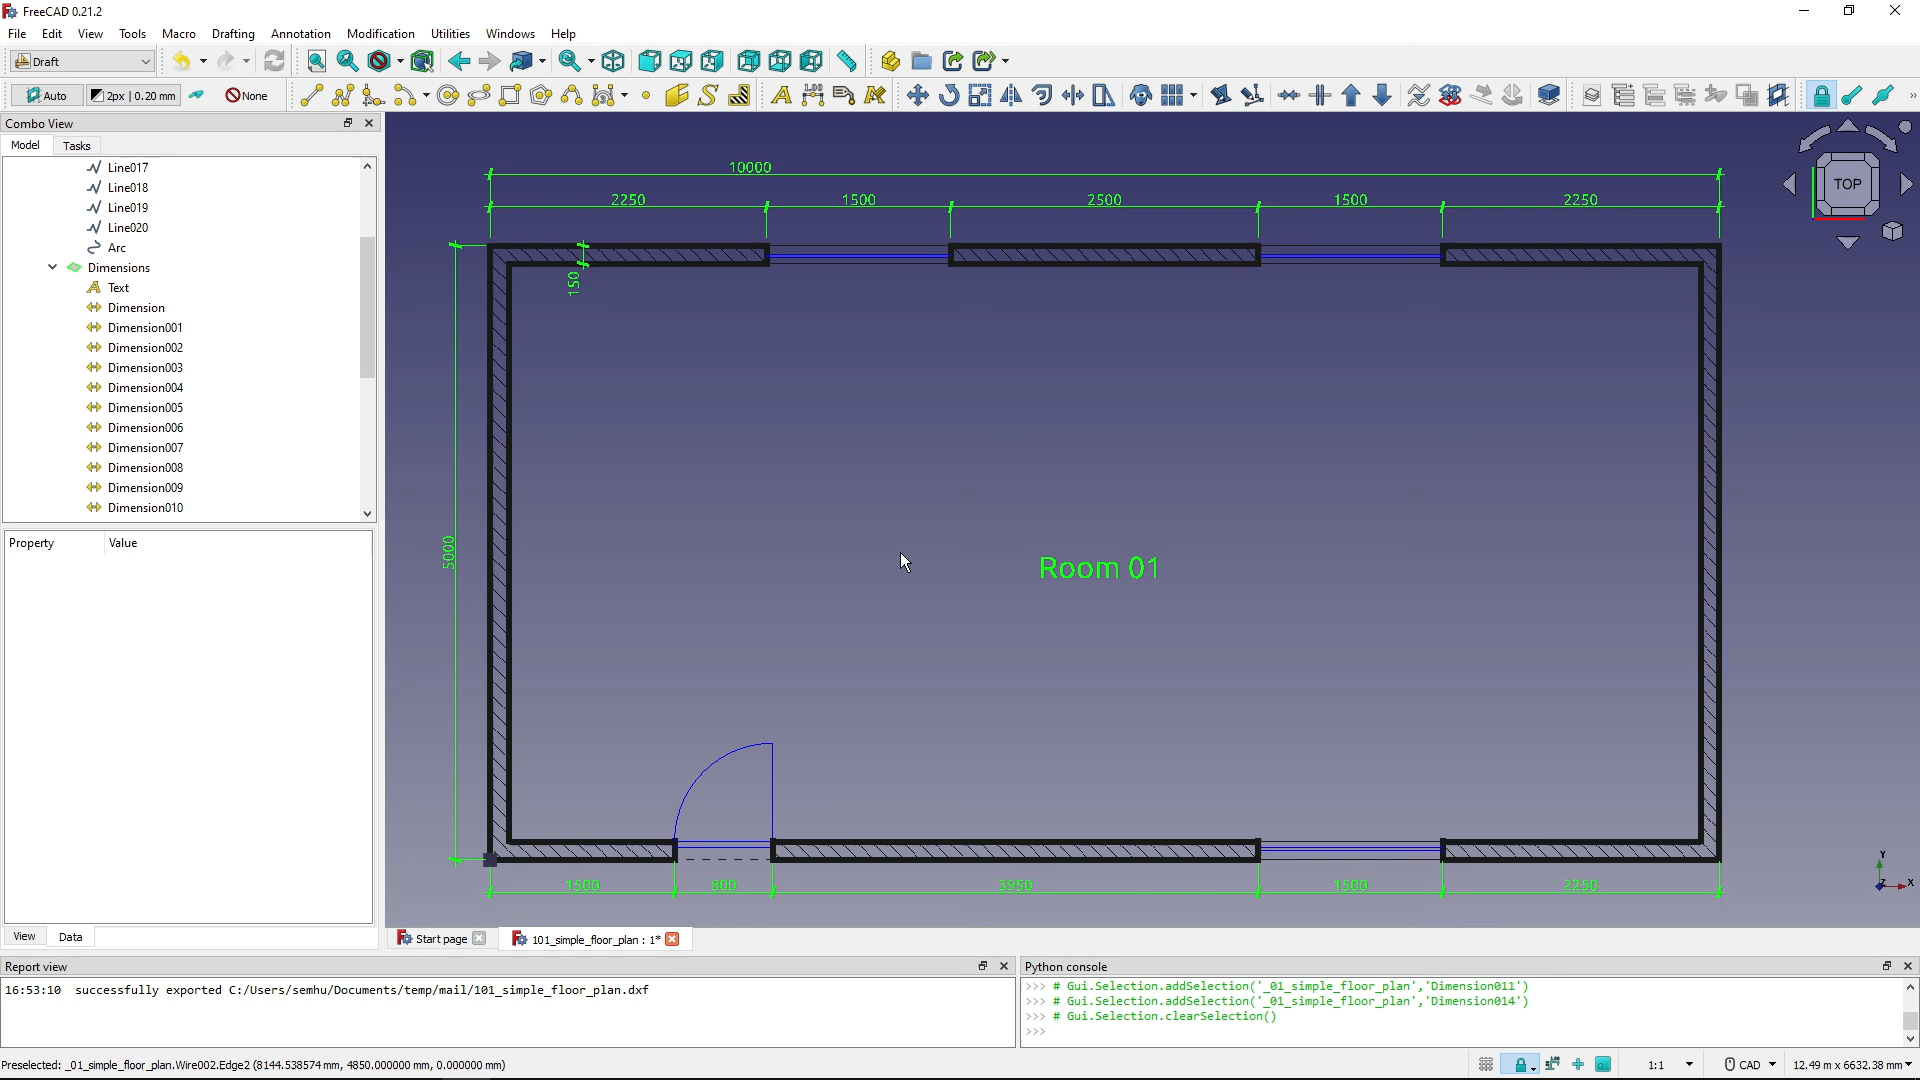 FreeCAD 0.21.2
File Edit View Tools Macro Drafting Annotation Modification Utilities Windows Help
Draft
Auto 2px | 0.20 mm None
Combo View
Model Tasks
Line017
Line018
Line019
Line020
Arc
Dimensions
Text
Dimension
Dimension001
Dimension002
Dimension003
Dimension004
Dimension005
Dimension006
Dimension007
Dimension008
Dimension009
Dimension010
Property Value
View Data
10000
2250 1500 2500 1500 2250
150
5000
Room 01
1500 800 3950 1500 2250
TOP
Y
Z X
Start page 101_simple_floor_plan : 1*
Report view
16:53:10 successfully exported C:/Users/semhu/Documents/temp/mail/101_simple_floor_plan.dxf
Python console
>>> # Gui.Selection.addSelection('_01_simple_floor_plan','Dimension011')
>>> # Gui.Selection.addSelection('_01_simple_floor_plan','Dimension014')
>>> # Gui.Selection.clearSelection()
>>>
Preselected: _01_simple_floor_plan.Wire002.Edge2 (8144.538574 mm, 4850.000000 mm, 0.000000 mm)
1:1 CAD 12.49 m x 6632.38 mm